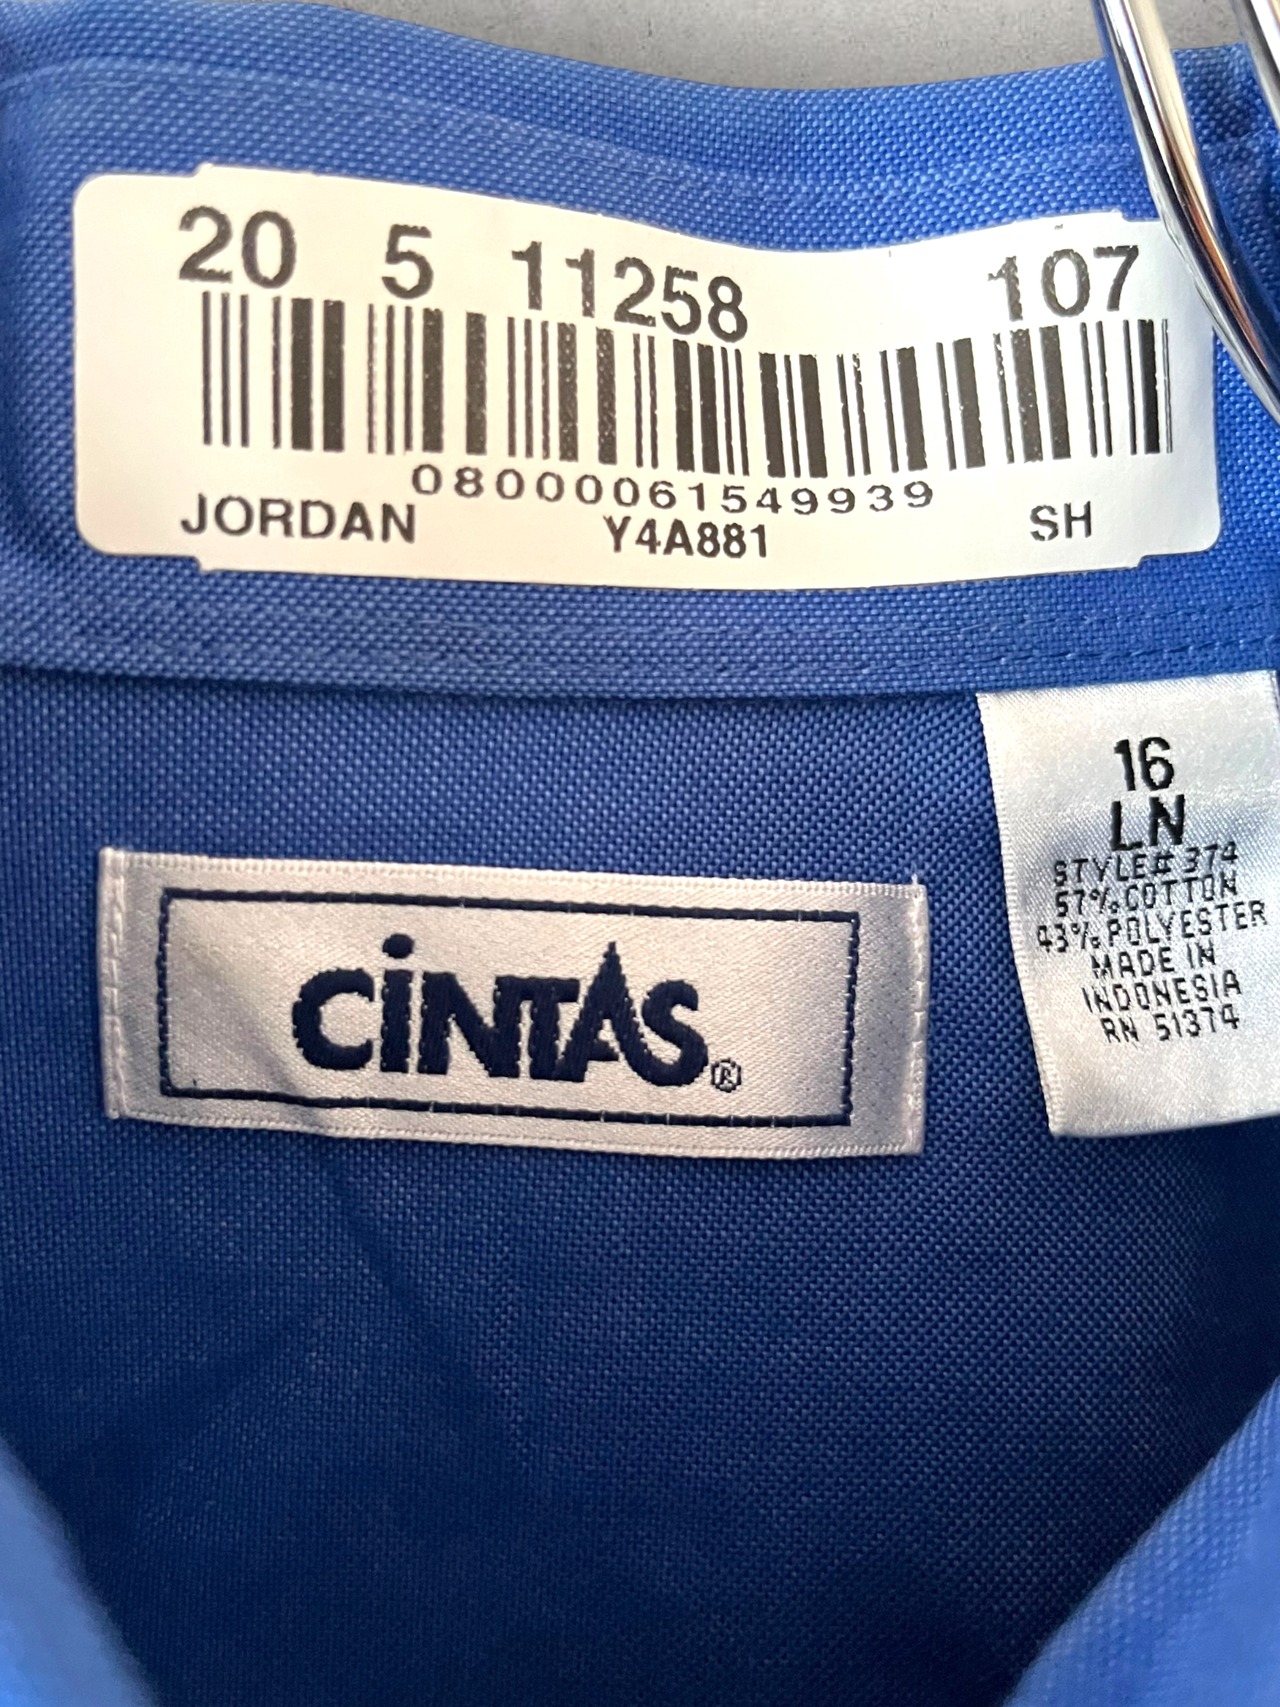 20 5 11258 107
08000061549939
JORDAN Y4A881 SH
16
LN
STYLE# 374
57% COTTON
43% POLYESTER
MADE IN
INDONESIA
RN 51374
CINTAS®